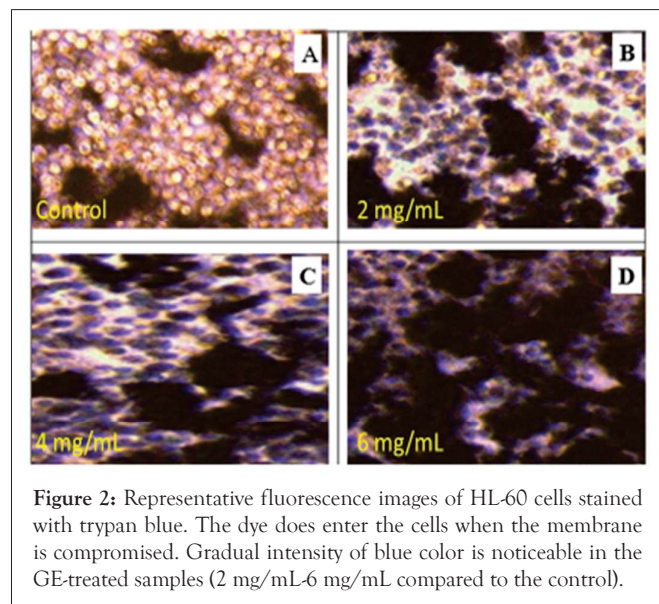 A
Control
B
2 mg/mL
C
4 mg/mL
D
6 mg/mL
Figure 2: Representative fluorescence images of HL-60 cells stained
with trypan blue. The dye does enter the cells when the membrane
is compromised. Gradual intensity of blue color is noticeable in the
GE-treated samples (2 mg/mL-6 mg/mL compared to the control).